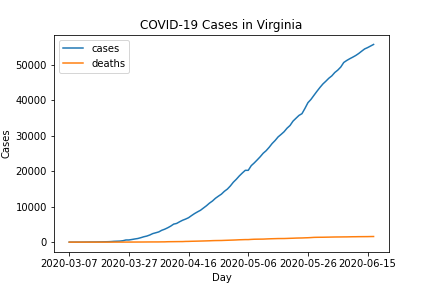 COVID-19 Cases in Virginia
cases
deaths
50000
40000
30000
20000
10000
0
Cases
2020-03-07 2020-03-27 2020-04-16 2020-05-06 2020-05-26 2020-06-15
Day